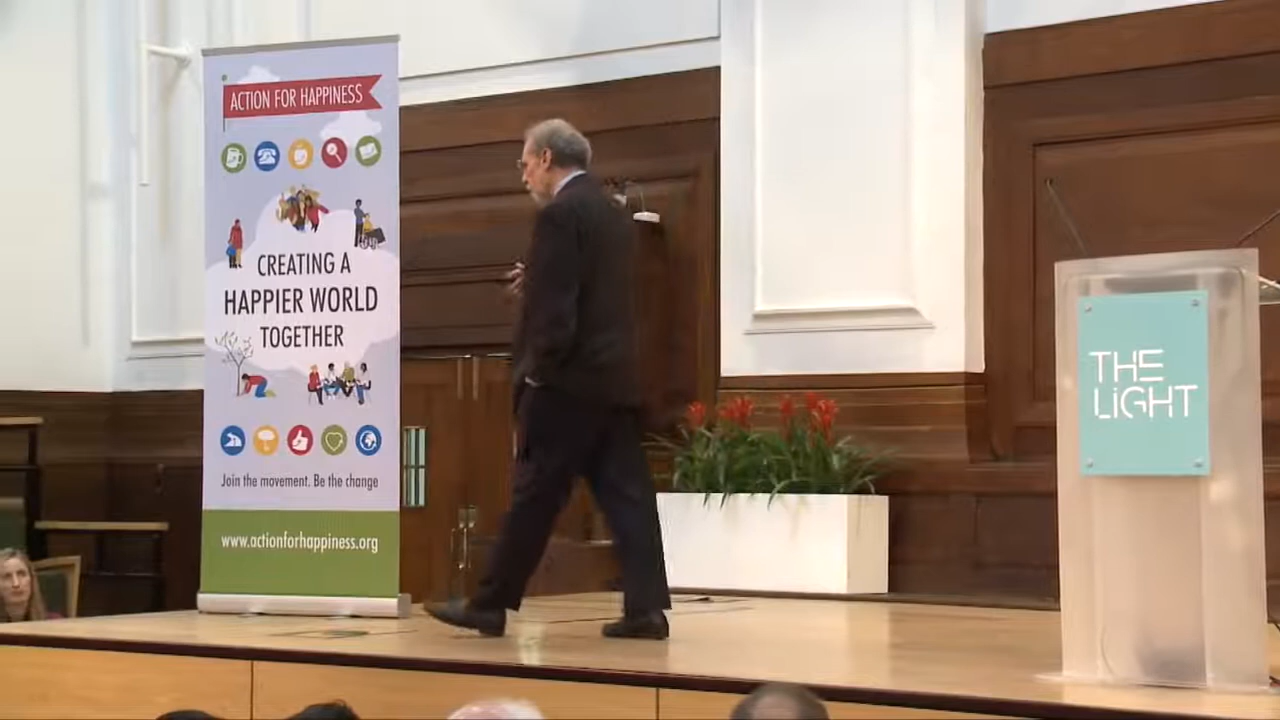 ACTION FOR HAPPINESS
CREATING A
HAPPIER WORLD
TOGETHER
Join the movement. Be the change
www.actionforhappiness.org
THE
LiGHT